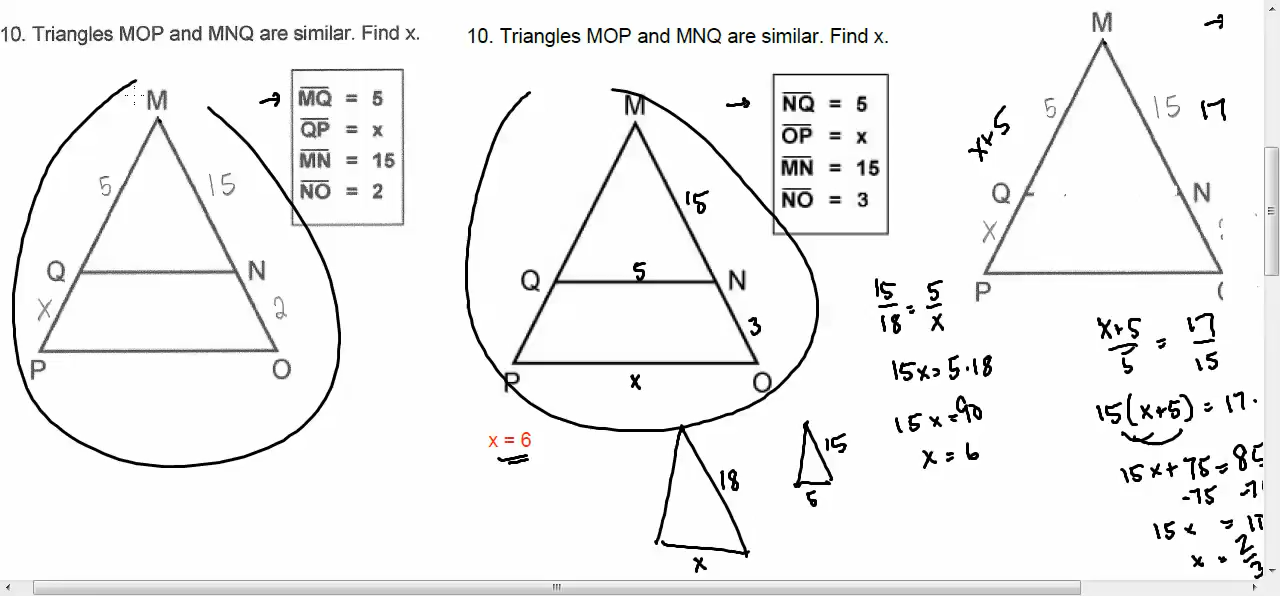 10. Triangles MOP and MNQ are similar. Find x.
M
MQ = 5
QP = x
MN = 15
NO = 2
5
15
Q
N
x
2
P
O
10. Triangles MOP and MNQ are similar. Find x.
M
NQ = 5
OP = x
MN = 15
NO = 3
15
Q
5
N
3
P
x
O
x = 6
18
x
15
5
15/18 = 5/x
15x = 5·18
15x = 90
x = 6
M
5
15
17
x+5
Q
N
x
P
x+5/5 = 17/15
15(x+5) = 17·
15x+75 = 85
-75
15x =
x = 2/3